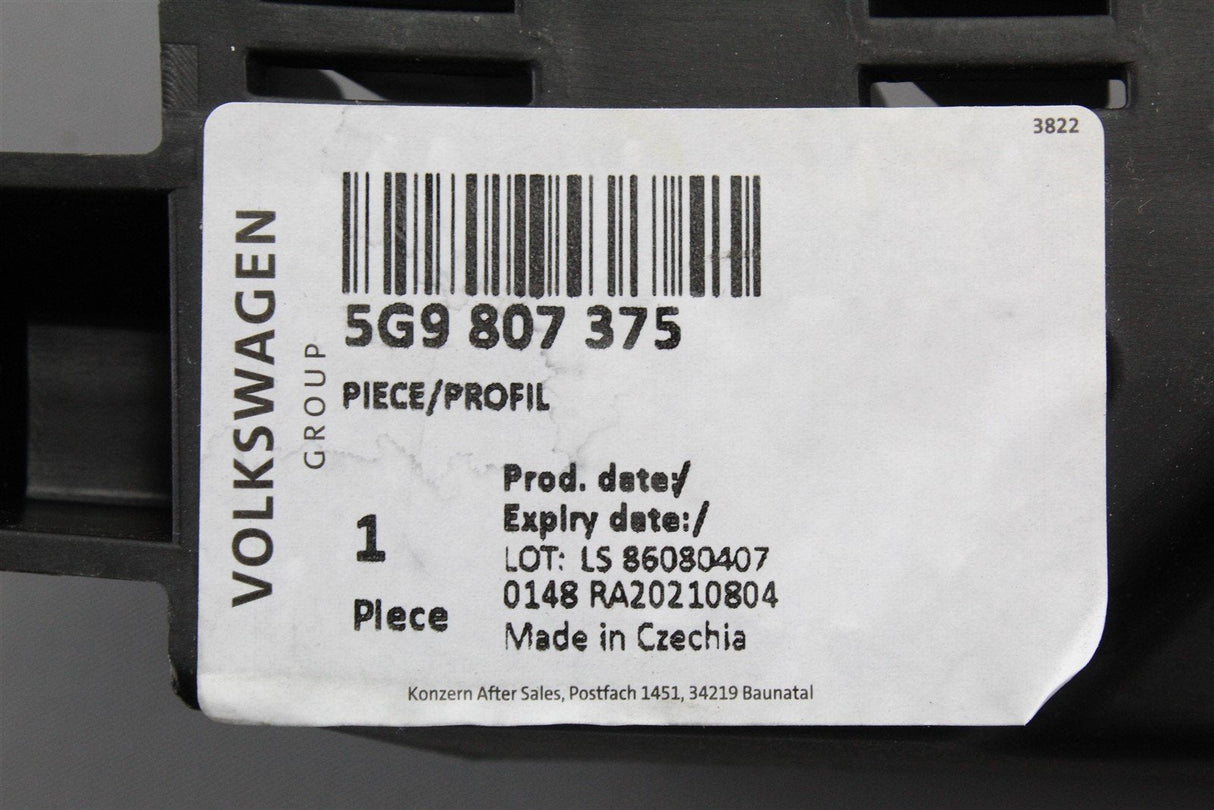 3822
VOLKSWAGEN
GROUP
5G9 807 375
PIECE/PROFIL
Prod. date:/
Expiry date:/
LOT: LS 86080407
0148 RA20210804
Made in Czechia
1
Piece
Konzern After Sales, Postfach 1451, 34219 Baunatal